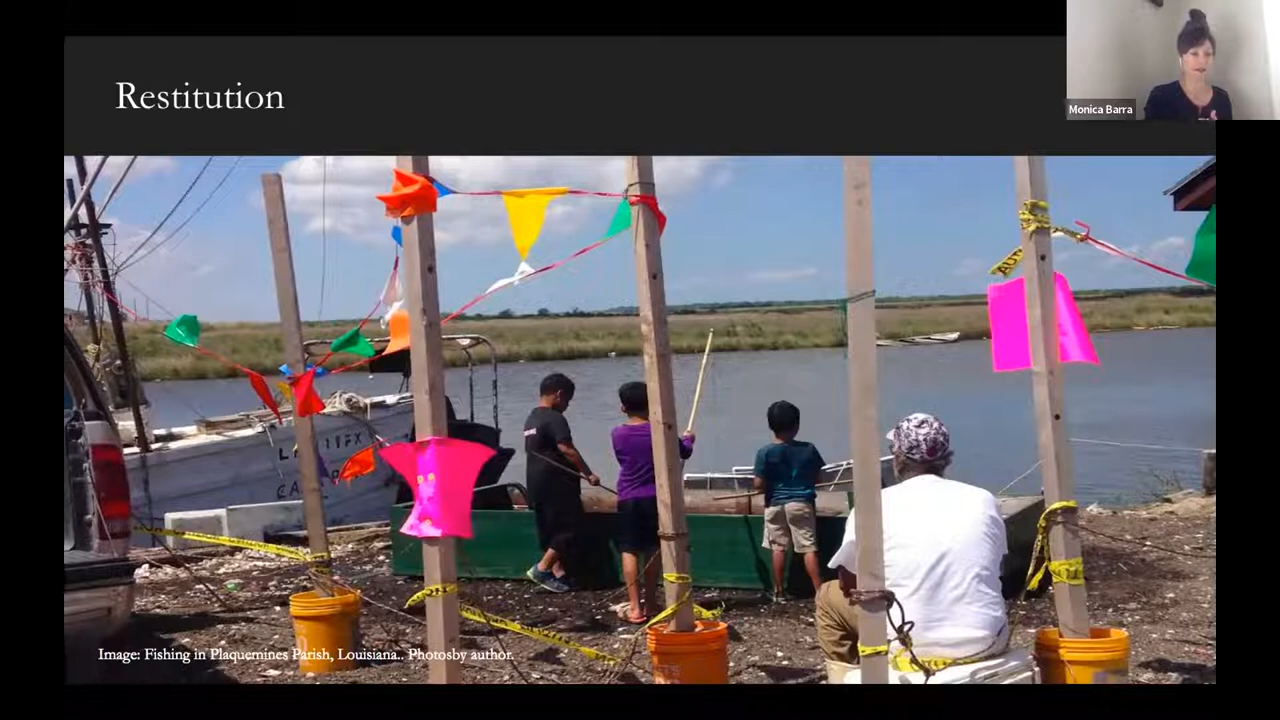 Restitution
Monica Barra
Image: Fishing in Plaquemines Parish, Louisiana.. Photosby author.